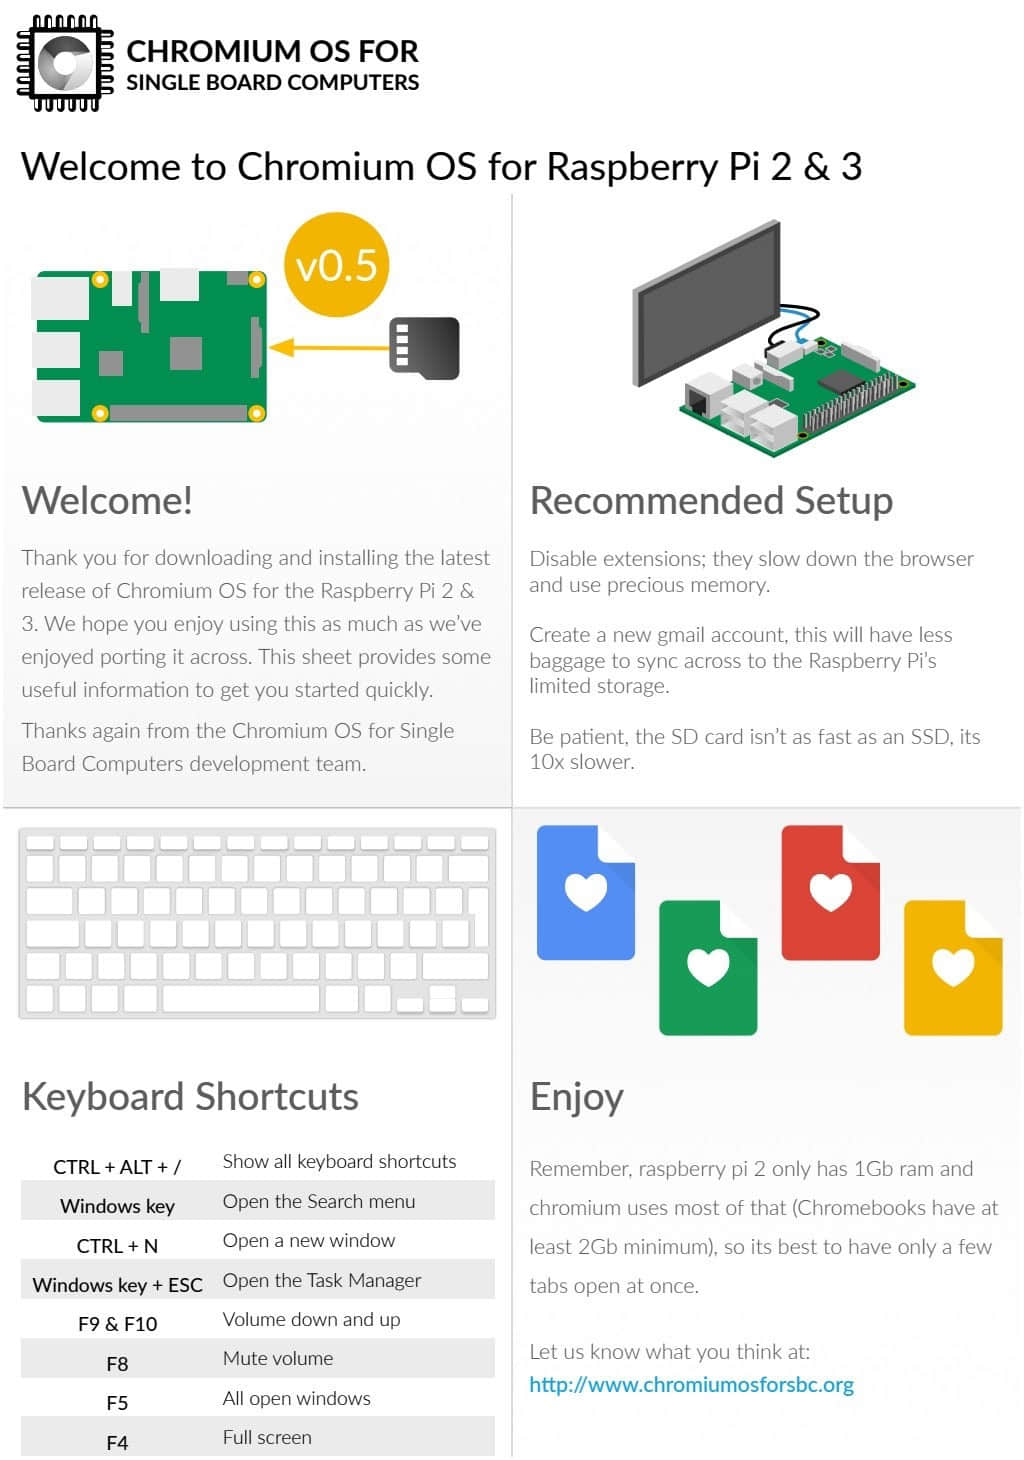 CHROMIUM OS FOR
SINGLE BOARD COMPUTERS
Welcome to Chromium OS for Raspberry Pi 2 & 3
v0.5
Welcome!
Thank you for downloading and installing the latest
release of Chromium OS for the Raspberry Pi 2 &
3. We hope you enjoy using this as much as we've
enjoyed porting it across. This sheet provides some
useful information to get you started quickly.
Thanks again from the Chromium OS for Single
Board Computers development team.
Recommended Setup
Disable extensions; they slow down the browser
and use precious memory.
Create a new gmail account, this will have less
baggage to sync across to the Raspberry Pi's
limited storage.
Be patient, the SD card isn't as fast as an SSD, its
10x slower.
Keyboard Shortcuts
CTRL + ALT + / Show all keyboard shortcuts
Windows key Open the Search menu
CTRL + N Open a new window
Windows key + ESC Open the Task Manager
F9 & F10 Volume down and up
F8 Mute volume
F5 All open windows
F4 Full screen
Enjoy
Remember, raspberry pi 2 only has 1Gb ram and
chromium uses most of that (Chromebooks have at
least 2Gb minimum), so its best to have only a few
tabs open at once.
Let us know what you think at:
http://www.chromiumosforsbc.org